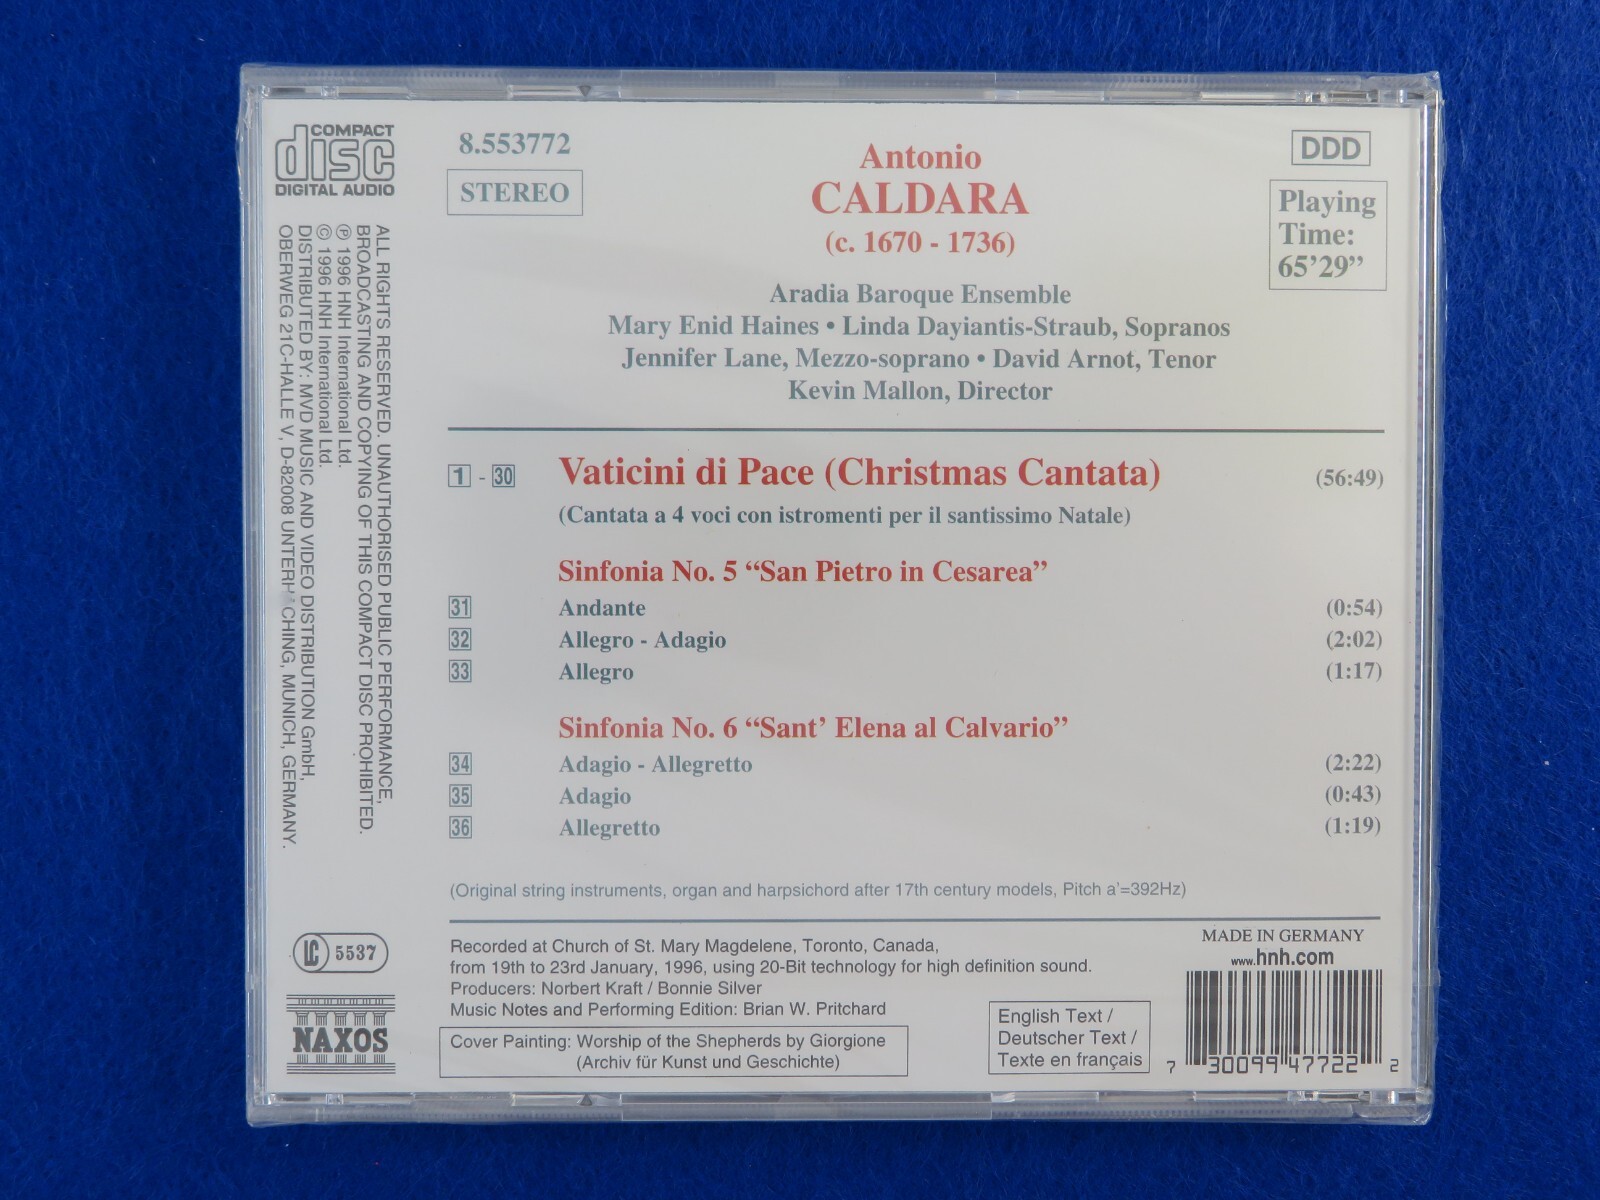 COMPACT
disc
DIGITAL AUDIO
8.553772
STEREO
Antonio
CALDARA
(c. 1670 - 1736)
DDD
Playing
Time:
65’29”
Aradia Baroque Ensemble
Mary Enid Haines • Linda Dayiantis-Straub, Sopranos
Jennifer Lane, Mezzo-soprano • David Arnot, Tenor
Kevin Mallon, Director
1 - 30 Vaticini di Pace (Christmas Cantata) (56:49)
(Cantata a 4 voci con istromenti per il santissimo Natale)
Sinfonia No. 5 “San Pietro in Cesarea”
31 Andante (0:54)
32 Allegro - Adagio (2:02)
33 Allegro (1:17)
Sinfonia No. 6 “Sant’ Elena al Calvario”
34 Adagio - Allegretto (2:22)
35 Adagio (0:43)
36 Allegretto (1:19)
(Original string instruments, organ and harpsichord after 17th century models, Pitch a’=392Hz)
Recorded at Church of St. Mary Magdelene, Toronto, Canada,
from 19th to 23rd January, 1996, using 20-Bit technology for high definition sound.
Producers: Norbert Kraft / Bonnie Silver
Music Notes and Performing Edition: Brian W. Pritchard
Cover Painting: Worship of the Shepherds by Giorgione
(Archiv für Kunst und Geschichte)
English Text /
Deutscher Text /
Texte en français
MADE IN GERMANY
www.hnh.com
7 30099 47722 2
ALL RIGHTS RESERVED. UNAUTHORISED PUBLIC PERFORMANCE,
BROADCASTING AND COPYING OF THIS COMPACT DISC PROHIBITED.
℗ 1996 HNH International Ltd.
© 1996 HNH International Ltd.
DISTRIBUTED BY: MVD MUSIC AND VIDEO DISTRIBUTION GmbH,
OBERWEG 21C-HALLE V, D-82008 MUNICH, GERMANY.
LC 5537
NAXOS